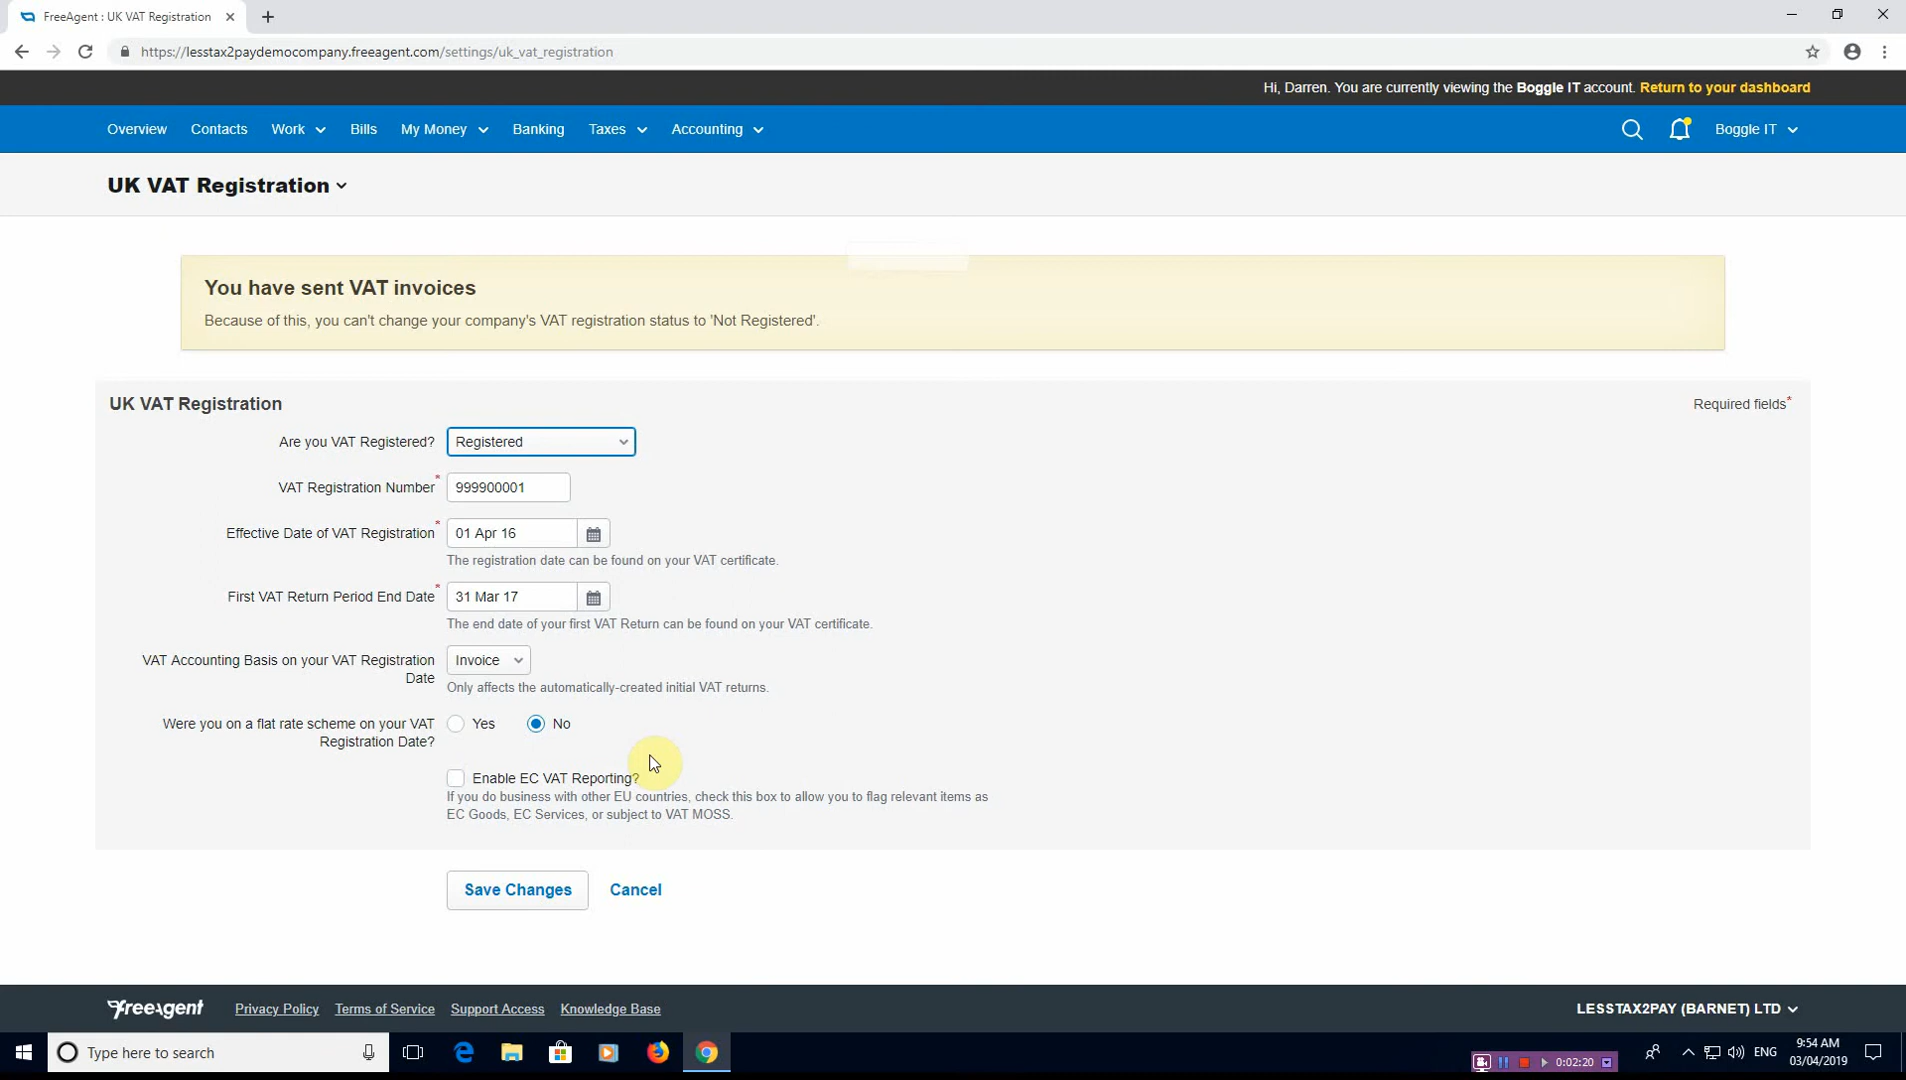 FreeAgent : UK VAT Registration
https://lesstax2paydemocompany.freeagent.com/settings/uk_vat_registration
Hi, Darren. You are currently viewing the Boggle IT account. Return to your dashboard
Overview Contacts Work Bills My Money Banking Taxes Accounting Boggle IT
UK VAT Registration
You have sent VAT invoices
Because of this, you can't change your company's VAT registration status to 'Not Registered'.
UK VAT Registration
Required fields*
Are you VAT Registered? Registered
VAT Registration Number* 999900001
Effective Date of VAT Registration* 01 Apr 16
The registration date can be found on your VAT certificate.
First VAT Return Period End Date* 31 Mar 17
The end date of your first VAT Return can be found on your VAT certificate.
VAT Accounting Basis on your VAT Registration
Date
Invoice
Only affects the automatically-created initial VAT returns.
Were you on a flat rate scheme on your VAT
Registration Date?
Yes No
Enable EC VAT Reporting?
If you do business with other EU countries, check this box to allow you to flag relevant items as
EC Goods, EC Services, or subject to VAT MOSS.
Save Changes Cancel
FreeAgent Privacy Policy Terms of Service Support Access Knowledge Base LESSTAX2PAY (BARNET) LTD
Type here to search
0:02:20
ENG
9:54 AM
03/04/2019